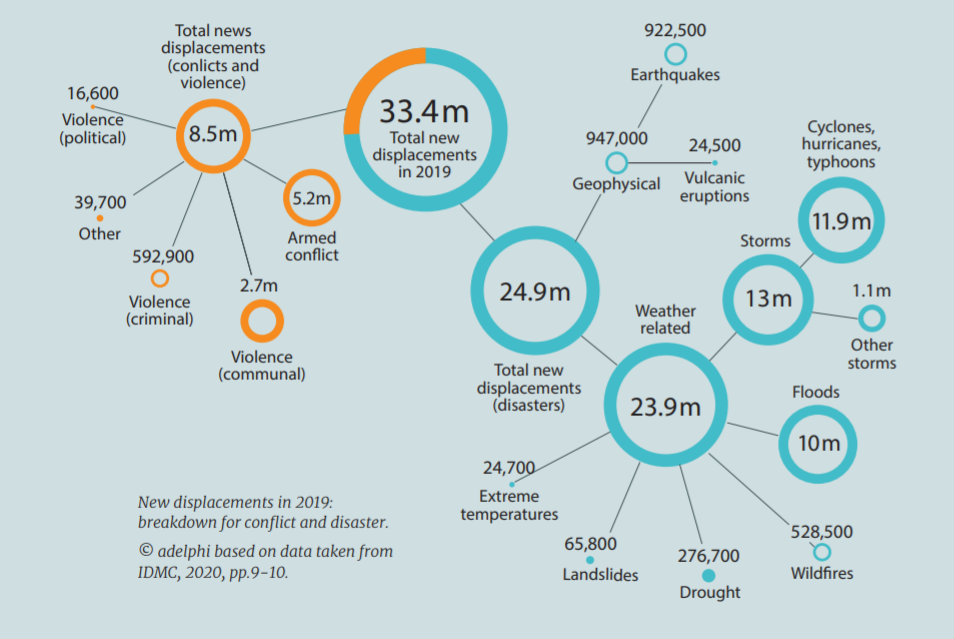 Total news
displacements
(conlicts and
violence)
8.5m
16,600
Violence
(political)
39,700
Other
592,900
Violence
(criminal)
2.7m
Violence
(communal)
5.2m
Armed
conflict
33.4m
Total new
displacements
in 2019
922,500
Earthquakes
947,000
Geophysical
24,500
Vulcanic
eruptions
24.9m
Total new
displacements
(disasters)
Weather
related
23.9m
Storms
13m
Cyclones,
hurricanes,
typhoons
11.9m
1.1m
Other
storms
Floods
10m
24,700
Extreme
temperatures
65,800
Landslides
276,700
Drought
528,500
Wildfires
New displacements in 2019:
breakdown for conflict and disaster.
© adelphi based on data taken from
IDMC, 2020, pp.9–10.